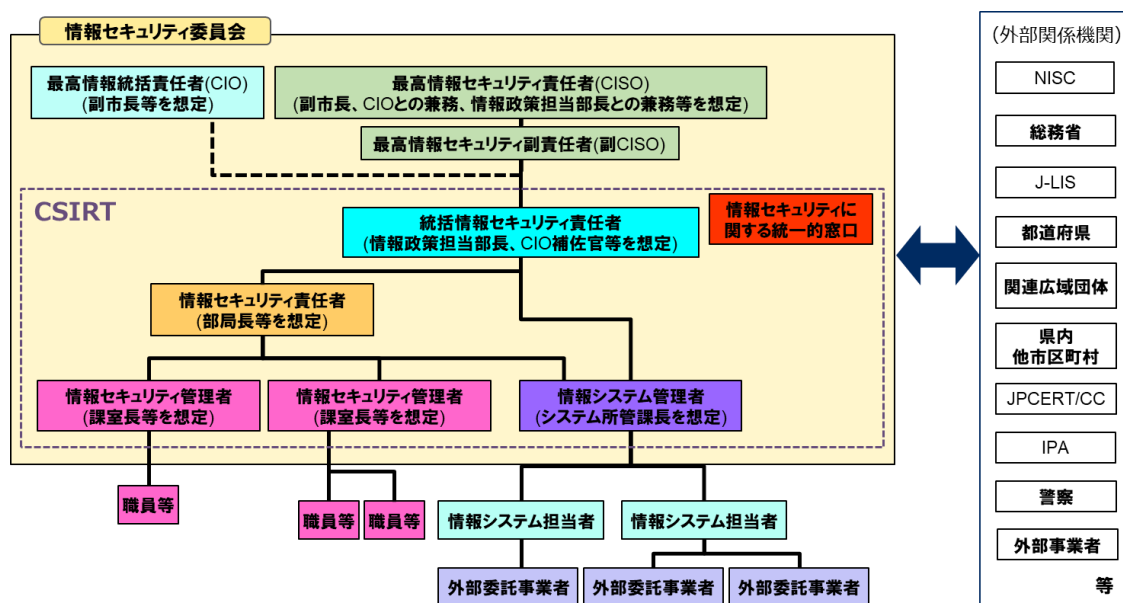 情報セキュリティ委員会
最高情報統括責任者(CIO)
(副市長等を想定)
最高情報セキュリティ責任者(CISO)
(副市長、CIOとの兼務、情報政策担当部長との兼務等を想定)
最高情報セキュリティ副責任者(副CISO)
CSIRT
統括情報セキュリティ責任者
(情報政策担当部長、CIO補佐官等を想定)
情報セキュリティに
関する統一的窓口
情報セキュリティ責任者
(部局長等を想定)
情報セキュリティ管理者
(課室長等を想定)
情報セキュリティ管理者
(課室長等を想定)
情報システム管理者
(システム所管課長を想定)
職員等
職員等
職員等
情報システム担当者
情報システム担当者
外部委託事業者
外部委託事業者
外部委託事業者
(外部関係機関)
NISC
総務省
J-LIS
都道府県
関連広域団体
県内
他市区町村
JPCERT/CC
IPA
警察
外部事業者
等